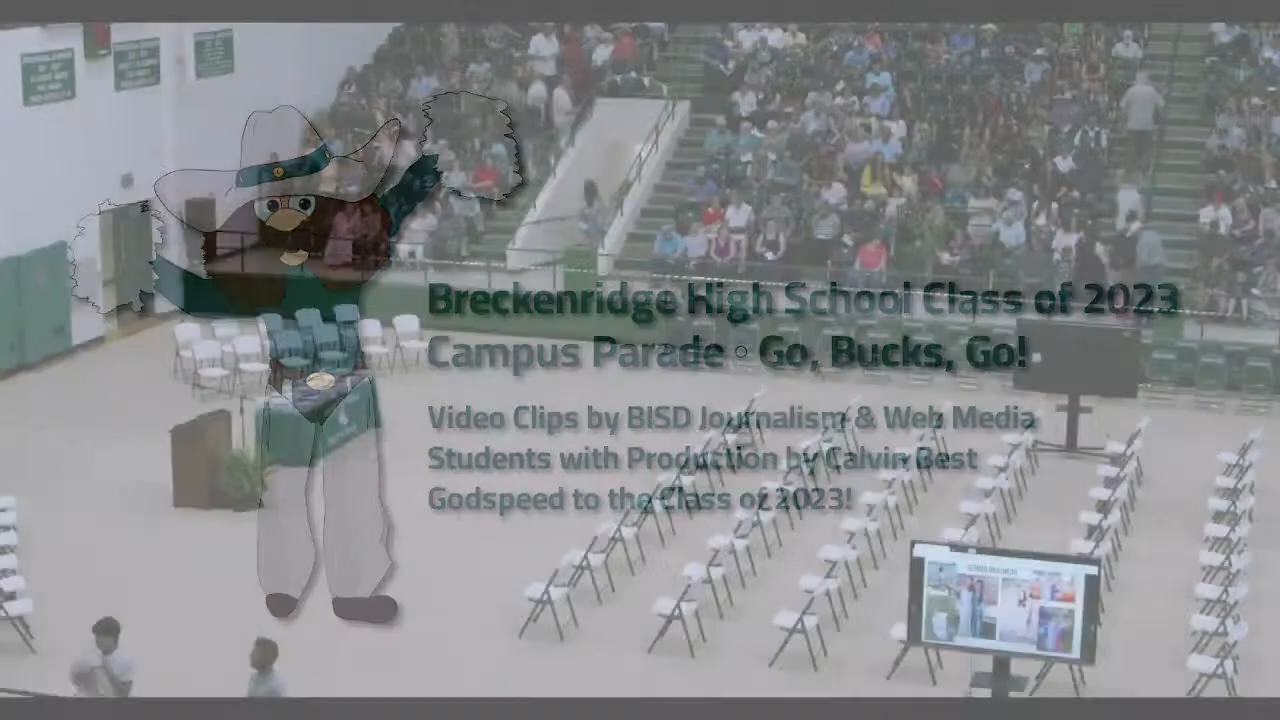 Breckenridge High School Class of 2023
Campus Parade ◦ Go, Bucks, Go!
Video Clips by BISD Journalism & Web Media
Students with Production by Calvin Best
Godspeed to the Class of 2023!